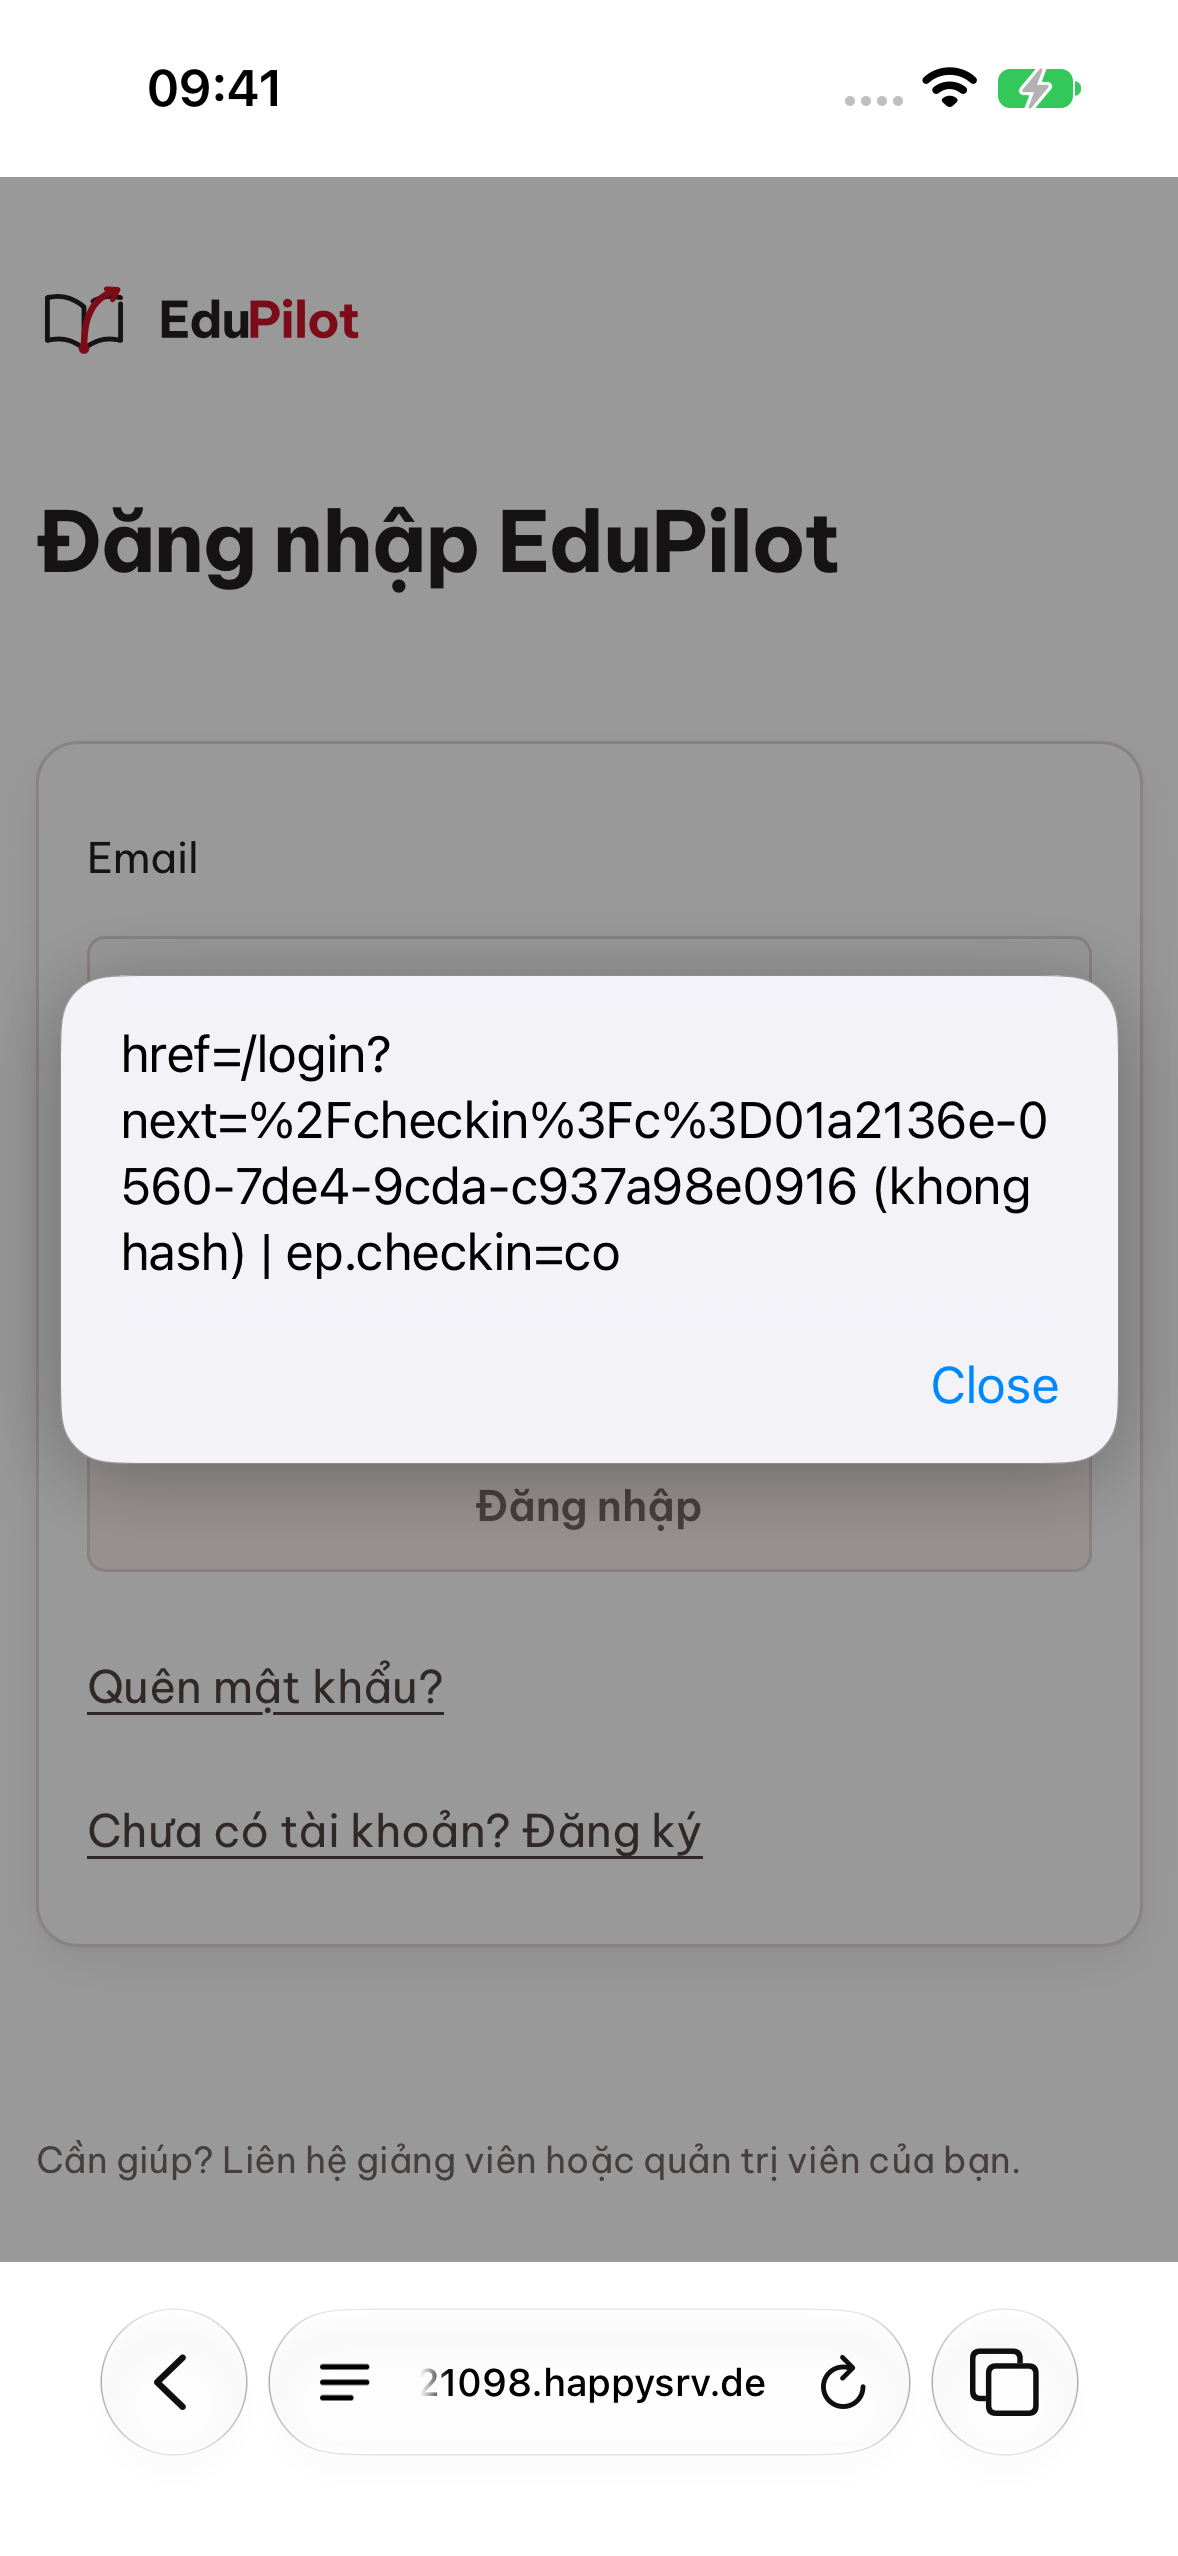 09:41
EduPilot
Đăng nhập EduPilot
Email
href=/login?
next=%2Fcheckin%3Fc%3D01a2136e-0
560-7de4-9cda-c937a98e0916 (khong
hash) | ep.checkin=co
Close
Đăng nhập
Quên mật khẩu?
Chưa có tài khoản? Đăng ký
Cần giúp? Liên hệ giảng viên hoặc quản trị viên của bạn.
21098.happysrv.de